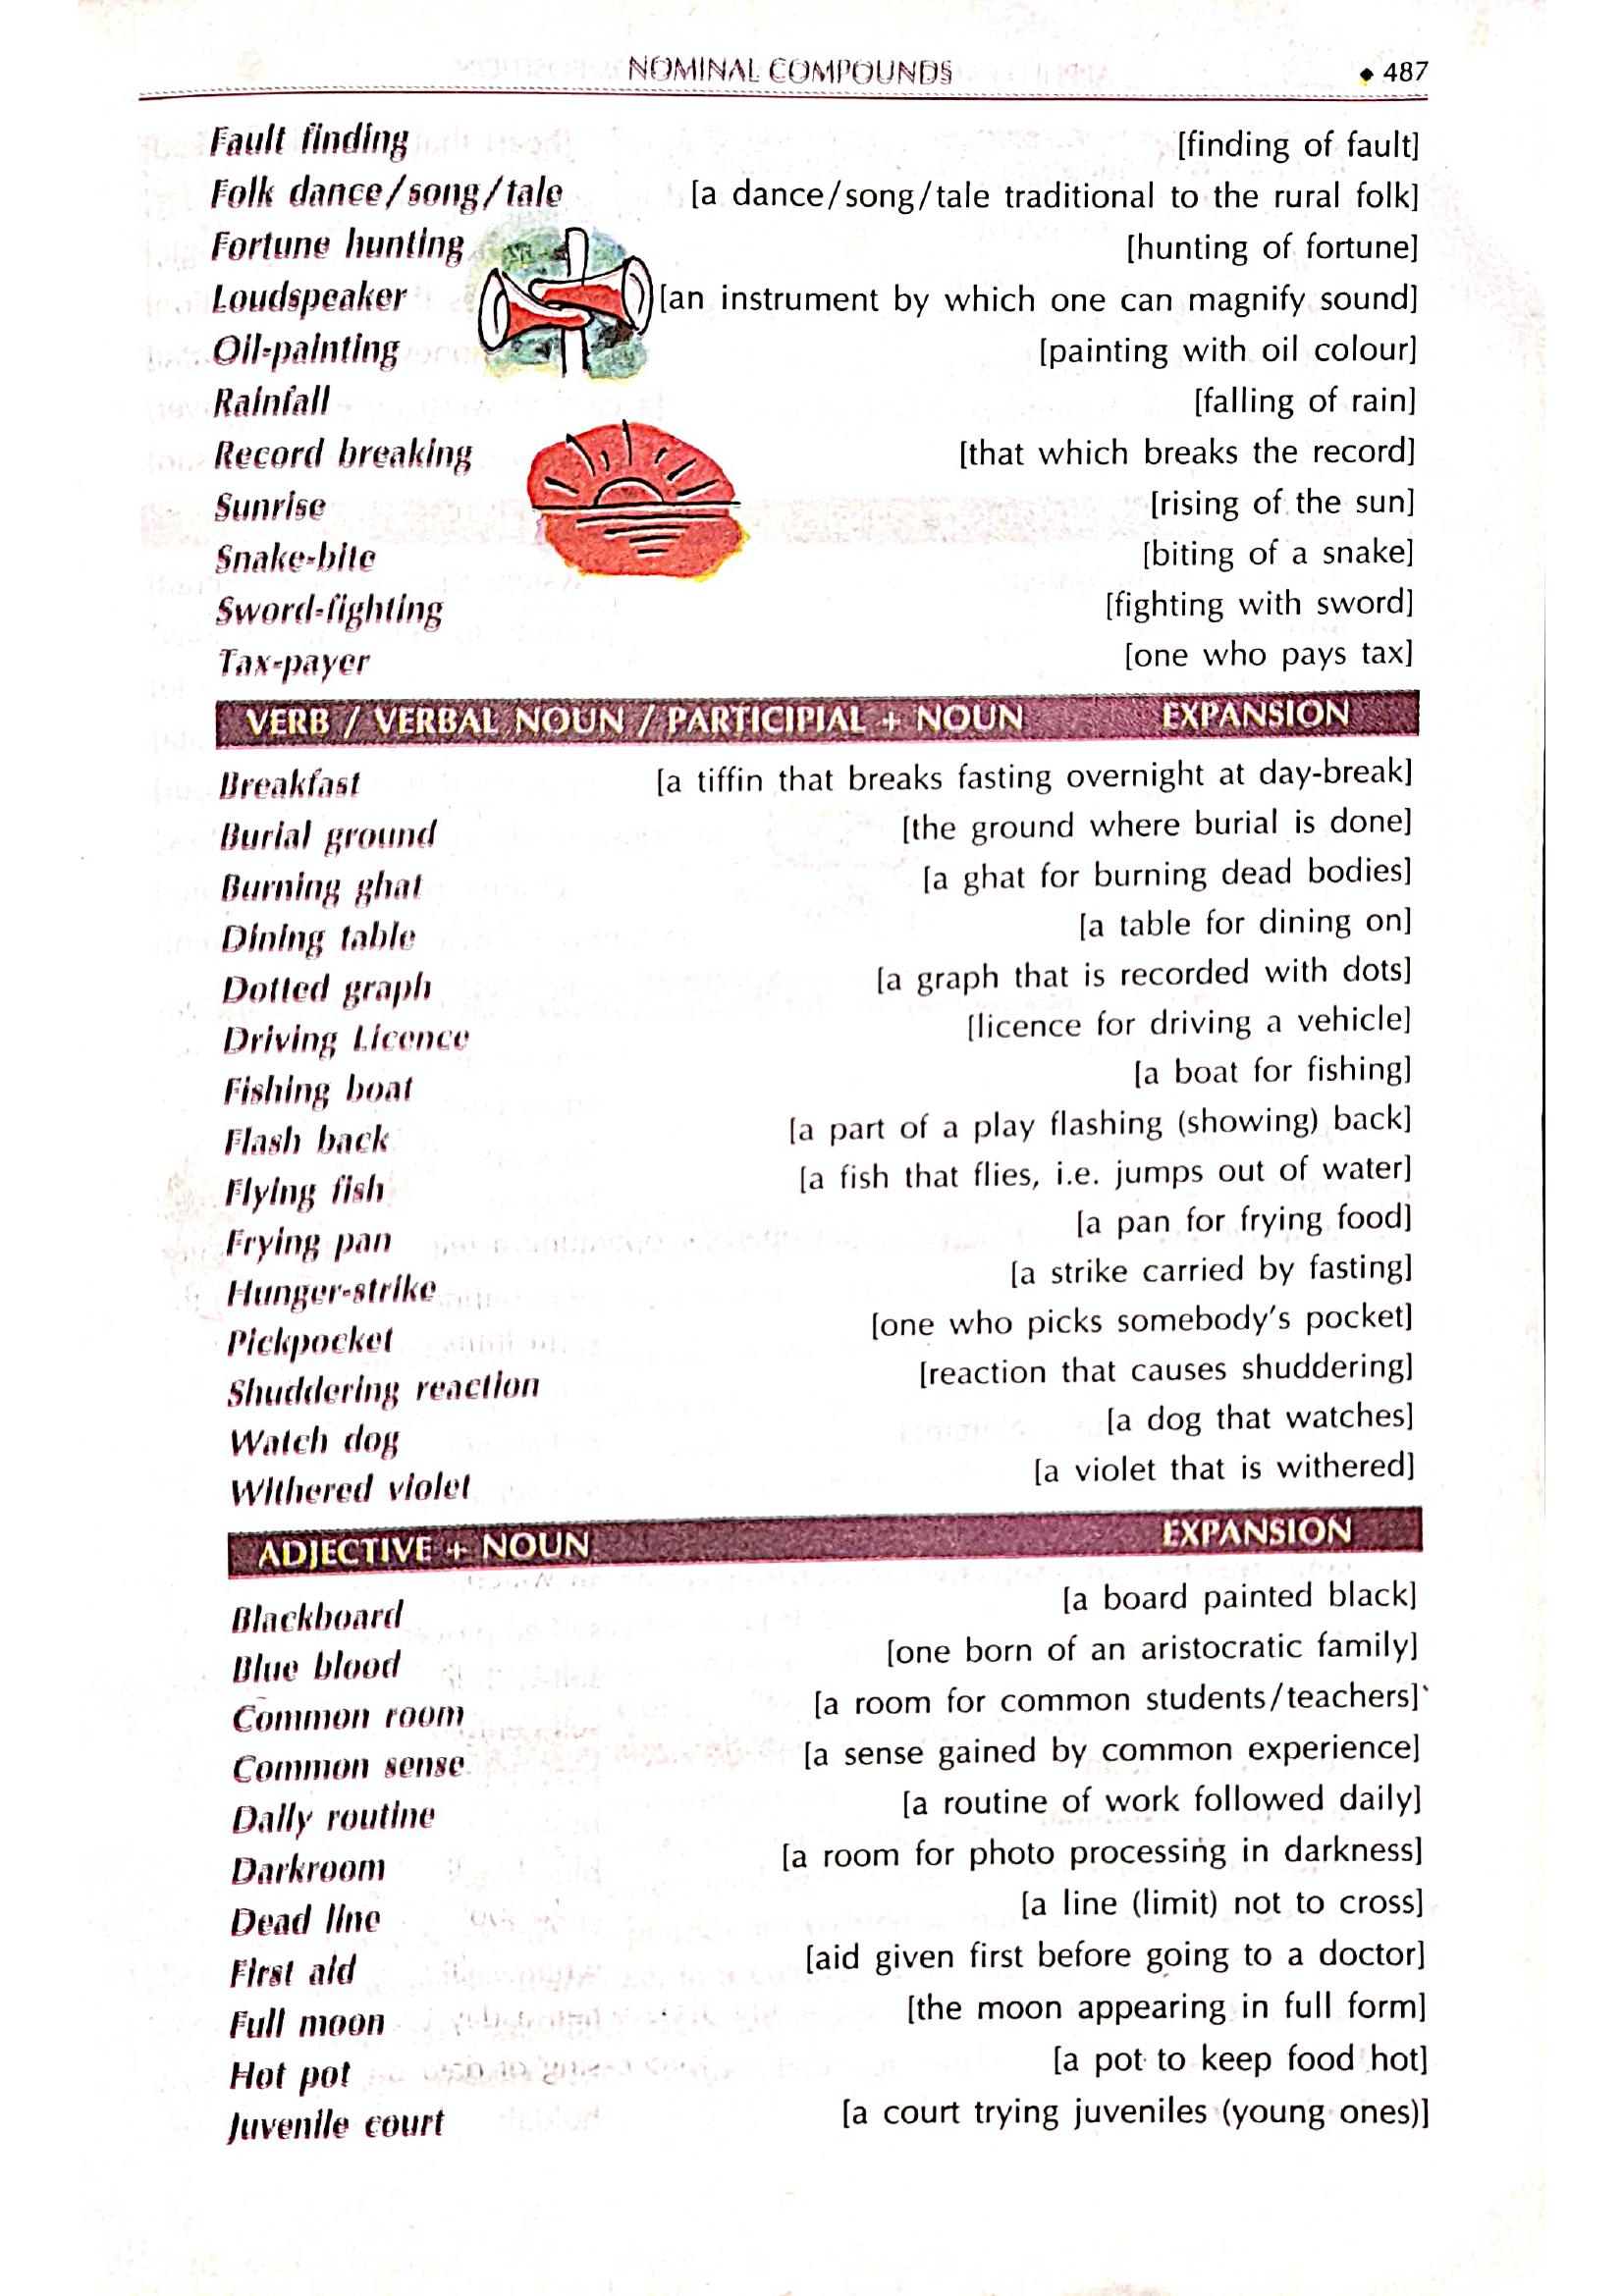 NOMINAL COMPOUNDS ◆ 487
Fault finding [finding of fault]
Folk dance/song/tale [a dance/song/tale traditional to the rural folk]
Fortune hunting [hunting of fortune]
Loudspeaker [an instrument by which one can magnify sound]
Oil-painting [painting with oil colour]
Rainfall [falling of rain]
Record breaking [that which breaks the record]
Sunrise [rising of the sun]
Snake-bite [biting of a snake]
Sword-fighting [fighting with sword]
Tax-payer [one who pays tax]
VERB / VERBAL NOUN / PARTICIPIAL + NOUN EXPANSION
Breakfast [a tiffin that breaks fasting overnight at day-break]
Burial ground [the ground where burial is done]
Burning ghat [a ghat for burning dead bodies]
Dining table [a table for dining on]
Dotted graph [a graph that is recorded with dots]
Driving Licence [licence for driving a vehicle]
Fishing boat [a boat for fishing]
Flash back [a part of a play flashing (showing) back]
Flying fish [a fish that flies, i.e. jumps out of water]
Frying pan [a pan for frying food]
Hunger-strike [a strike carried by fasting]
Pickpocket [one who picks somebody's pocket]
Shuddering reaction [reaction that causes shuddering]
Watch dog [a dog that watches]
Withered violet [a violet that is withered]
ADJECTIVE + NOUN EXPANSION
Blackboard [a board painted black]
Blue blood [one born of an aristocratic family]
Common room [a room for common students/teachers]
Common sense [a sense gained by common experience]
Daily routine [a routine of work followed daily]
Darkroom [a room for photo processing in darkness]
Dead line [a line (limit) not to cross]
First aid [aid given first before going to a doctor]
Full moon [the moon appearing in full form]
Hot pot [a pot to keep food hot]
Juvenile court [a court trying juveniles (young ones)]